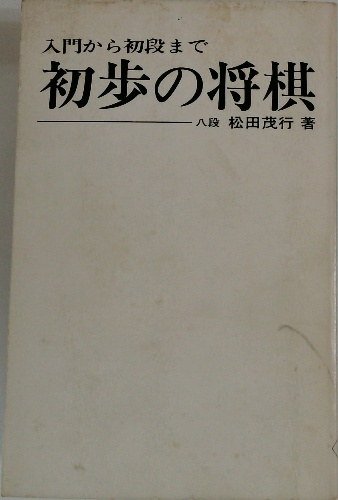 入門から初段まで
初歩の将棋
八段 松田茂行 著